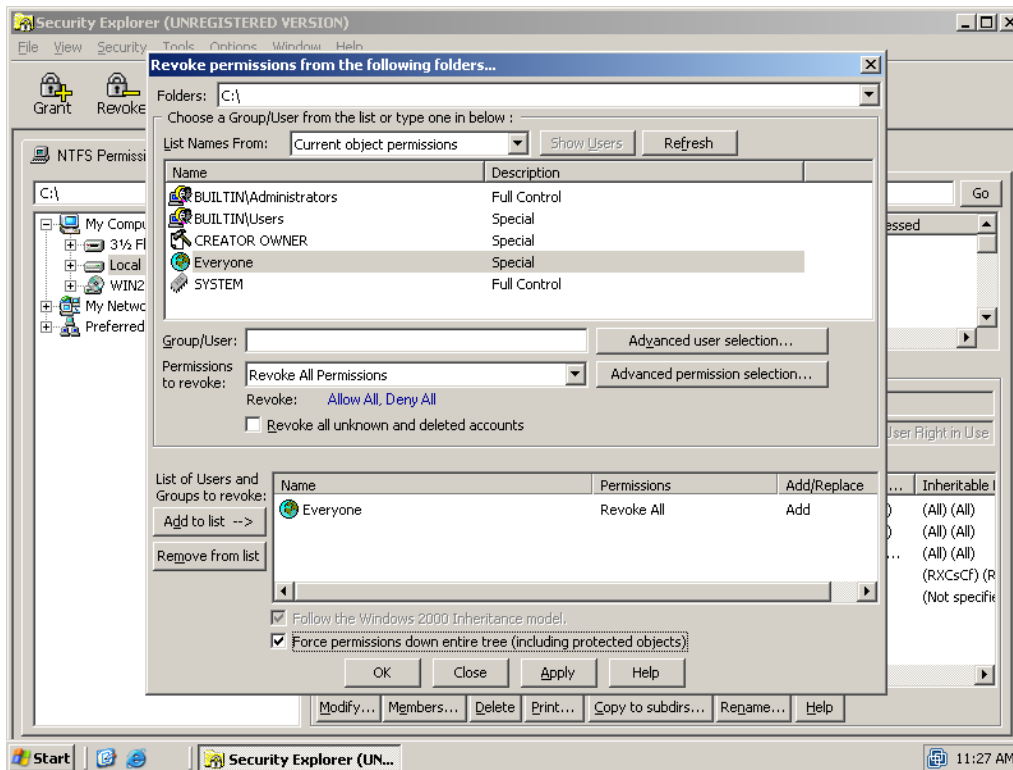 Security Explorer (UNREGISTERED VERSION)
File View Security Tools Options Window Help
Grant Revoke
Revoke permissions from the following folders...
Folders: C:\
Choose a Group/User from the list or type one in below :
List Names From: Current object permissions Show Users Refresh
Name Description
BUILTIN\Administrators Full Control
BUILTIN\Users Special
CREATOR OWNER Special
Everyone Special
SYSTEM Full Control
Group/User: Advanced user selection...
Permissions to revoke: Revoke All Permissions Advanced permission selection...
Revoke: Allow All, Deny All
Revoke all unknown and deleted accounts
List of Users and
Groups to revoke:
Name Permissions Add/Replace
Everyone Revoke All Add
Add to list -->
Remove from list
Follow the Windows 2000 Inheritance model.
Force permissions down entire tree (including protected objects)
OK Close Apply Help
NTFS Permissi
C:\ Go
My Compu
3½ Fl
Local
WIN2
My Netwo
Preferred
essed
User Right in Use
... Inheritable
) (All) (All)
) (All) (All)
... (All) (All)
(RXCsCf) (R
(Not specifie
Modify... Members... Delete Print... Copy to subdirs... Rename... Help
Start Security Explorer (UN... 11:27 AM